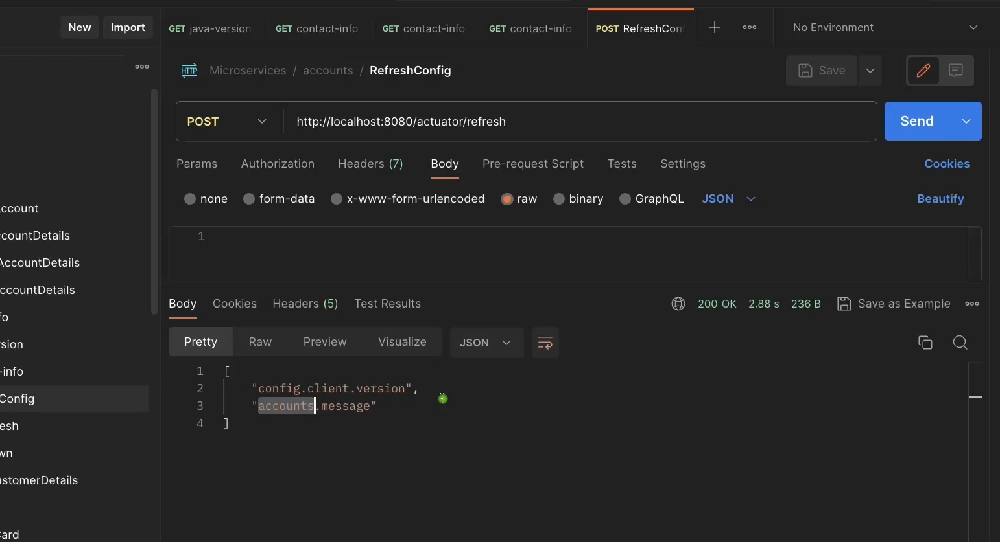 New Import GET java-version GET contact-info GET contact-info GET contact-info POST RefreshConf No Environment
HTTP Microservices / accounts / RefreshConfig Save
POST http://localhost:8080/actuator/refresh Send
Params Authorization Headers (7) Body Pre-request Script Tests Settings Cookies
none form-data x-www-form-urlencoded raw binary GraphQL JSON Beautify
ccount
1
countDetails
AccountDetails
ccountDetails
Body Cookies Headers (5) Test Results 200 OK 2.88 s 236 B Save as Example
fo
Pretty Raw Preview Visualize JSON
sion
-info
1 [
2 "config.client.version",
Config
3 "accounts.message"
4 ]
esh
wn
ustomerDetails
Card